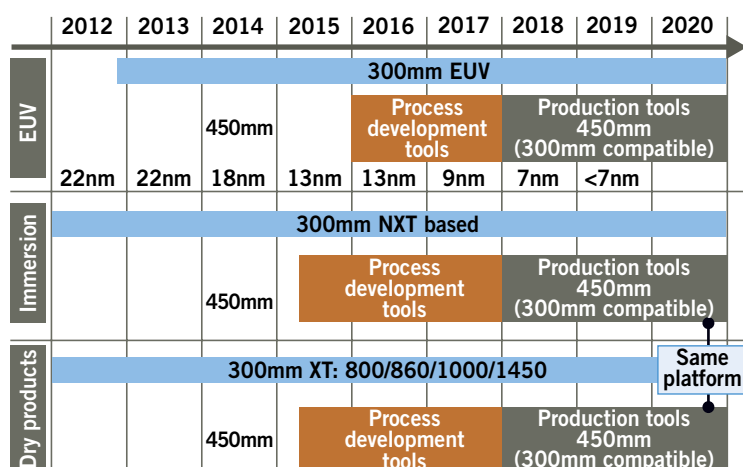 2012 2013 2014 2015 2016 2017 2018 2019 2020
EUV
300mm EUV
450mm
Process
development
tools
Production tools
450mm
(300mm compatible)
22nm 22nm 18nm 13nm 13nm 9nm 7nm <7nm
Immersion
300mm NXT based
450mm
Process
development
tools
Production tools
450mm
(300mm compatible)
Same
platform
Dry products
300mm XT: 800/860/1000/1450
450mm
Process
development
tools
Production tools
450mm
(300mm compatible)